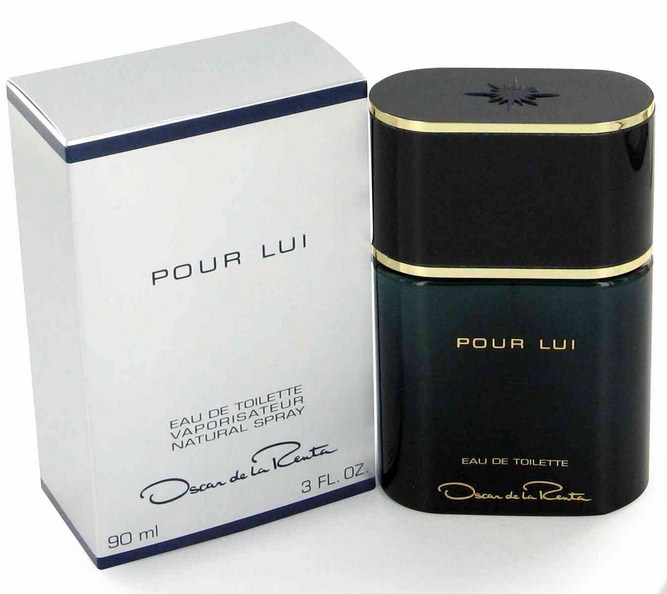 POUR LUI
EAU DE TOILETTE
VAPORISATEUR
NATURAL SPRAY
Oscar de la Renta
90 ml
3 FL. OZ.
POUR LUI
EAU DE TOILETTE
Oscar de la Renta